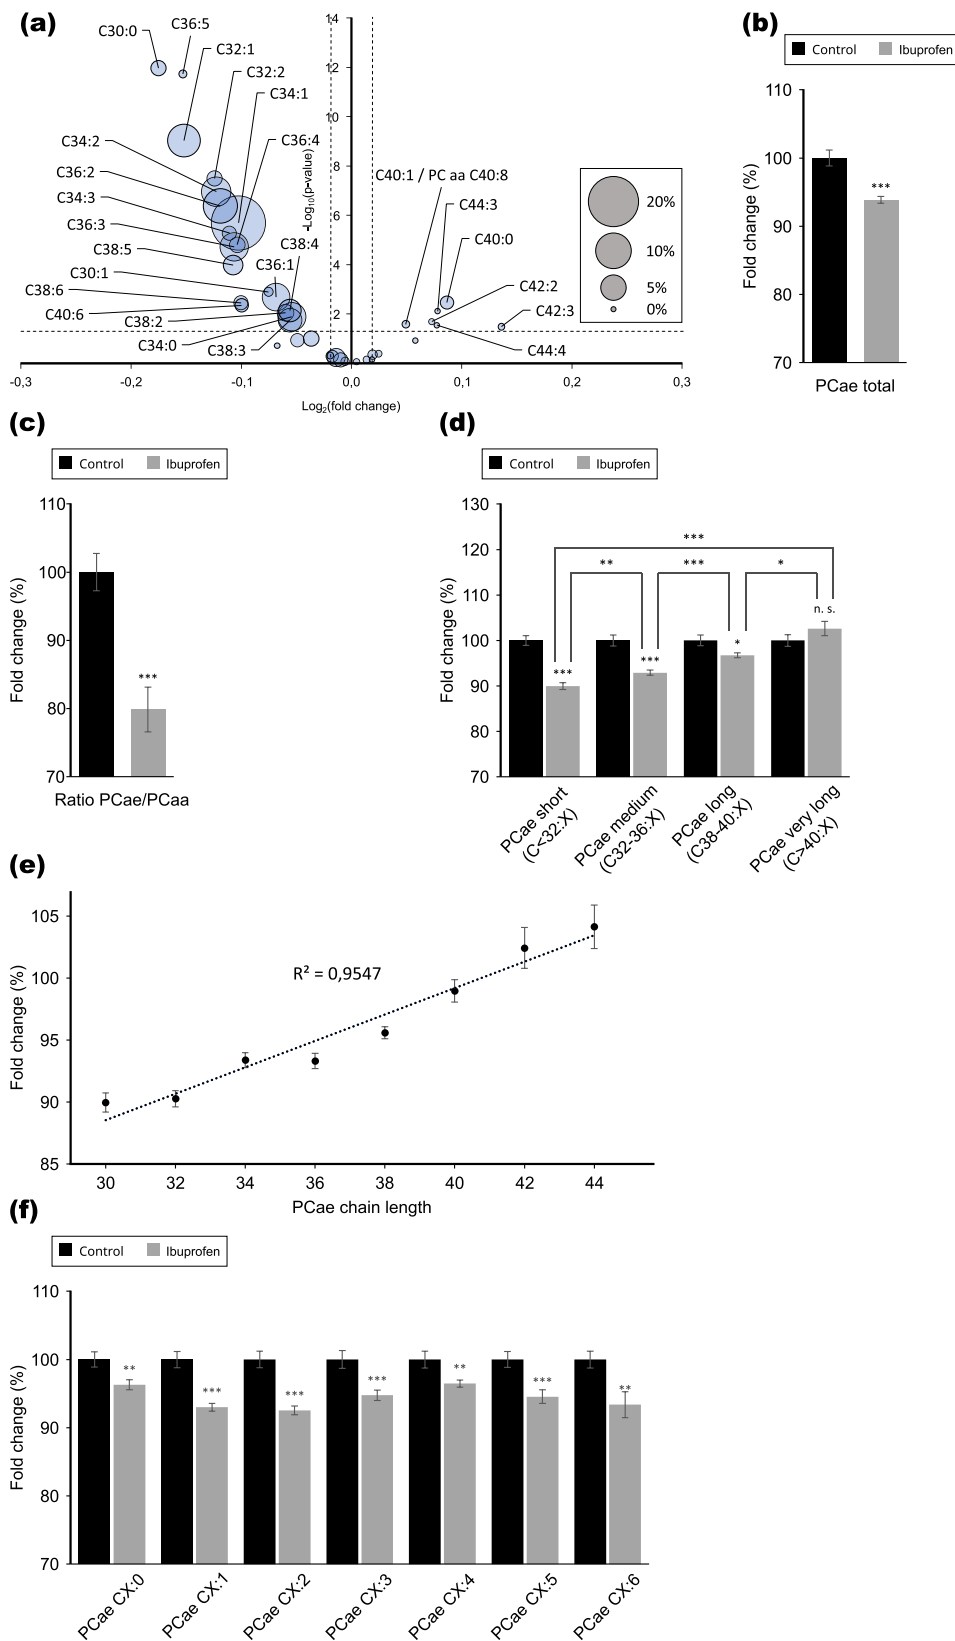 (a)
C30:0
C36:5
C32:1
C32:2
C34:1
C34:2
C36:4
C36:2
C34:3
C36:3
C38:5
C38:4
C36:1
C30:1
C38:6
C40:6
C38:2
C34:0
C38:3
C40:1 / PC aa C40:8
C44:3
C40:0
C42:2
C42:3
C44:4
14
12
10
8
6
4
2
-Log10(p-value)
-0,3
-0,2
-0,1
0,0
0,1
0,2
0,3
Log2(fold change)
20%
10%
5%
0%
(b)
Control
Ibuprofen
110
100
90
80
70
Fold change (%)
***
PCae total
(c)
Control
Ibuprofen
110
100
90
80
70
Fold change (%)
***
Ratio PCae/PCaa
(d)
Control
Ibuprofen
130
120
110
100
90
80
70
Fold change (%)
***
**
***
*
n. s.
***
***
*
PCae short
(C<32:X)
PCae medium
(C32-36:X)
PCae long
(C38-40:X)
PCae very long
(C>40:X)
(e)
105
100
95
90
85
Fold change (%)
R² = 0,9547
30
32
34
36
38
40
42
44
PCae chain length
(f)
Control
Ibuprofen
110
100
90
80
70
Fold change (%)
**
***
***
***
**
***
**
PCae CX:0
PCae CX:1
PCae CX:2
PCae CX:3
PCae CX:4
PCae CX:5
PCae CX:6